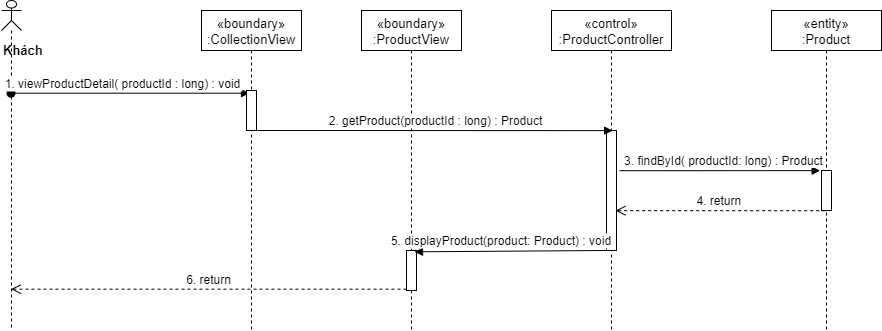 «boundary»
:CollectionView
«boundary»
:ProductView
«control»
:ProductController
«entity»
:Product
Khách
1. viewProductDetail( productId : long) : void
2. getProduct(productId : long) : Product
3. findById( productId: long) : Product
4. return
5. displayProduct(product: Product) : void
6. return